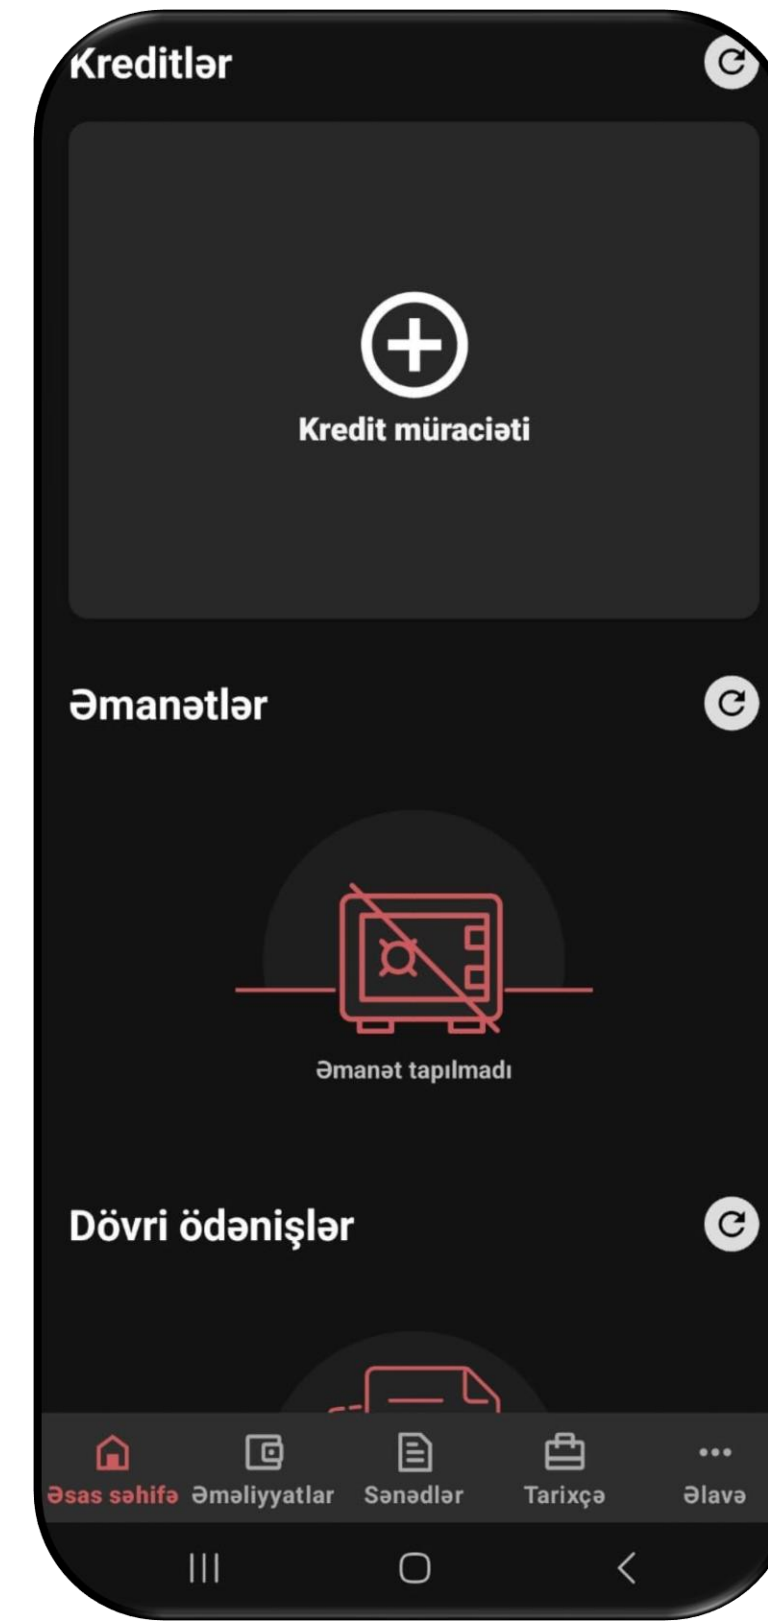 Kreditlər
Kredit müraciəti
Əmanətlər
Əmanət tapılmadı
Dövri ödənişlər
Əsas səhifə Əməliyyatlar Sənədlər Tarixçə Əlavə